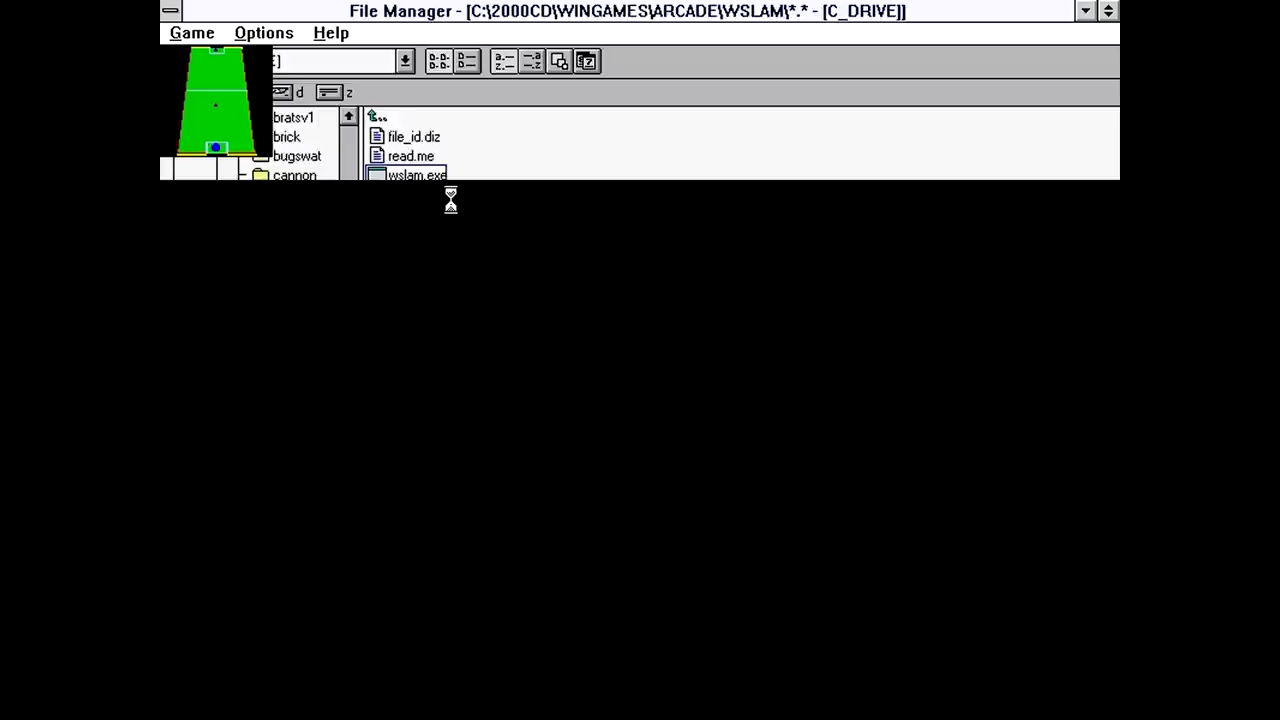 File Manager - [C:\2000CD\WINGAMES\ARCADE\WSLAM\*.* - [C_DRIVE]]
Game Options Help
]
d z
bratsv1
brick
bugswat
cannon
..
file_id.diz
read.me
wslam.exe